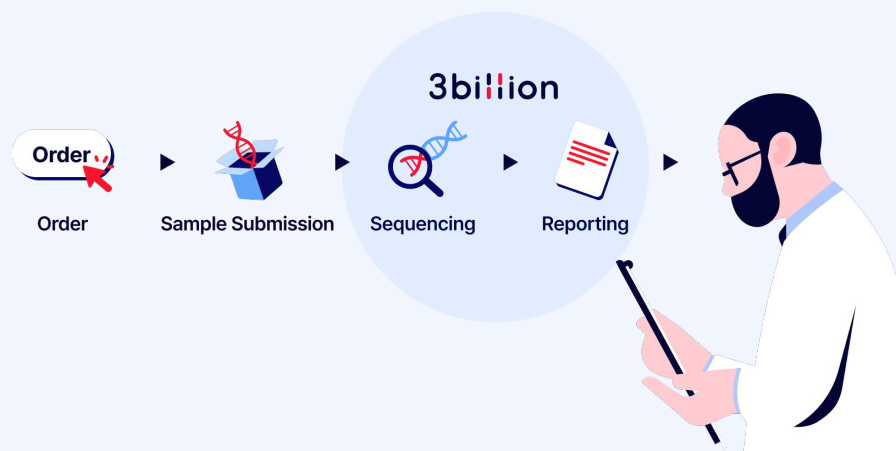 3billion
Order
Order
Sample Submission
Sequencing
Reporting